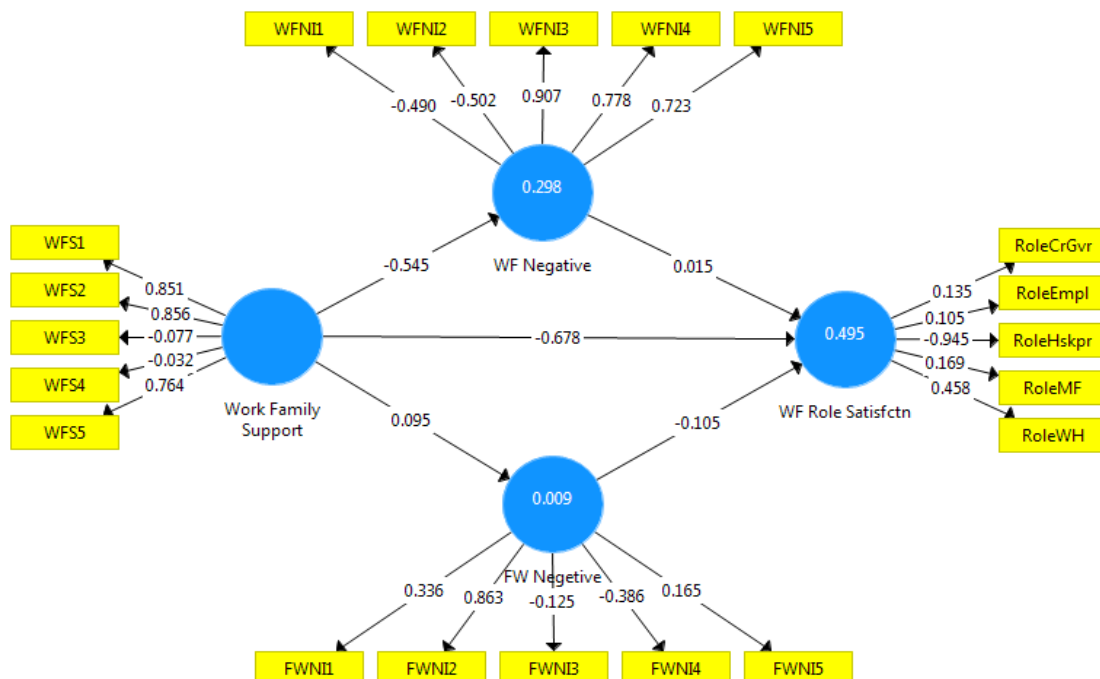 WFNI1
WFNI2
WFNI3
WFNI4
WFNI5
-0.490
-0.502
0.907
0.778
0.723
0.298
WF Negative
WFS1
WFS2
WFS3
WFS4
WFS5
0.851
0.856
-0.077
-0.032
0.764
Work Family
Support
-0.545
0.015
-0.678
0.095
-0.105
0.495
WF Role Satisfctn
0.135
0.105
-0.945
0.169
0.458
RoleCrGvr
RoleEmpl
RoleHskpr
RoleMF
RoleWH
0.009
FW Negetive
0.336
0.863
-0.125
-0.386
0.165
FWNI1
FWNI2
FWNI3
FWNI4
FWNI5